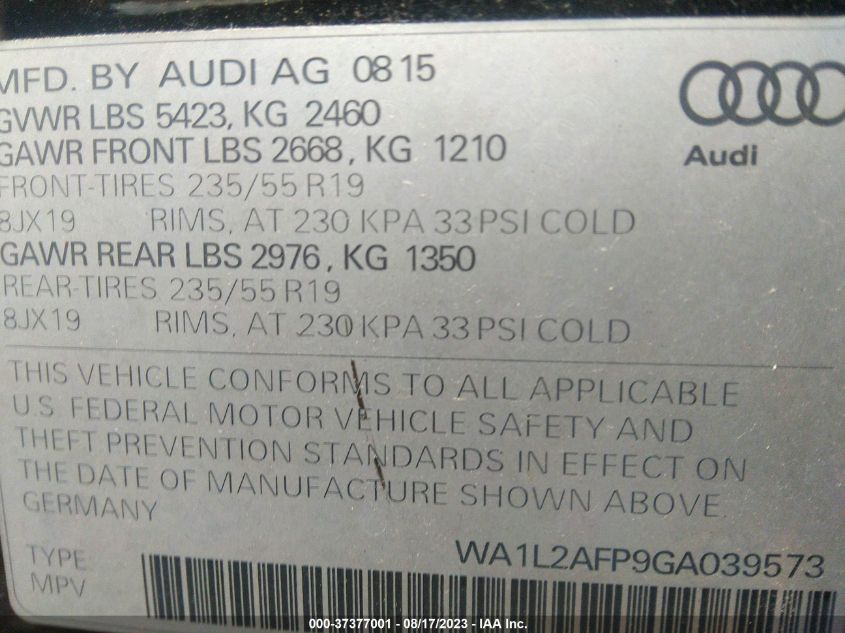 MFD. BY AUDI AG 0815
GVWR LBS 5423, KG 2460
GAWR FRONT LBS 2668, KG 1210
Audi
FRONT-TIRES 235/55 R19
8JX19 RIMS, AT 230 KPA 33 PSI COLD
GAWR REAR LBS 2976, KG 1350
REAR-TIRES 235/55 R19
8JX19 RIMS, AT 230 KPA 33 PSI COLD
THIS VEHICLE CONFORMS TO ALL APPLICABLE
U.S. FEDERAL MOTOR VEHICLE SAFETY AND
THEFT PREVENTION STANDARDS IN EFFECT ON
THE DATE OF MANUFACTURE SHOWN ABOVE.
GERMANY
WA1L2AFP9GA039573
TYPE
MPV
000-37377001 - 08/17/2023 - IAA Inc.